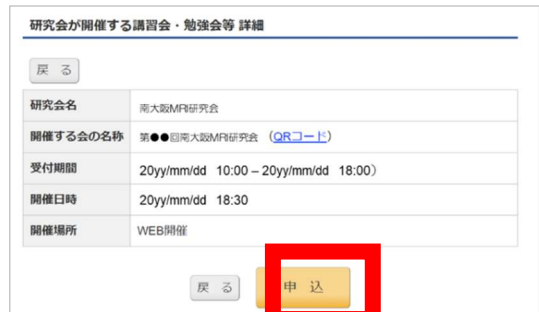 研究会が開催する講習会・勉強会等 詳細
戻 る
研究会名 南大阪MRI研究会
開催する会の名称 第●●回南大阪MRI研究会 (QRコード)
受付期間 20yy/mm/dd 10:00 – 20yy/mm/dd 18:00)
開催日時 20yy/mm/dd 18:30
開催場所 WEB開催
戻 る 申 込